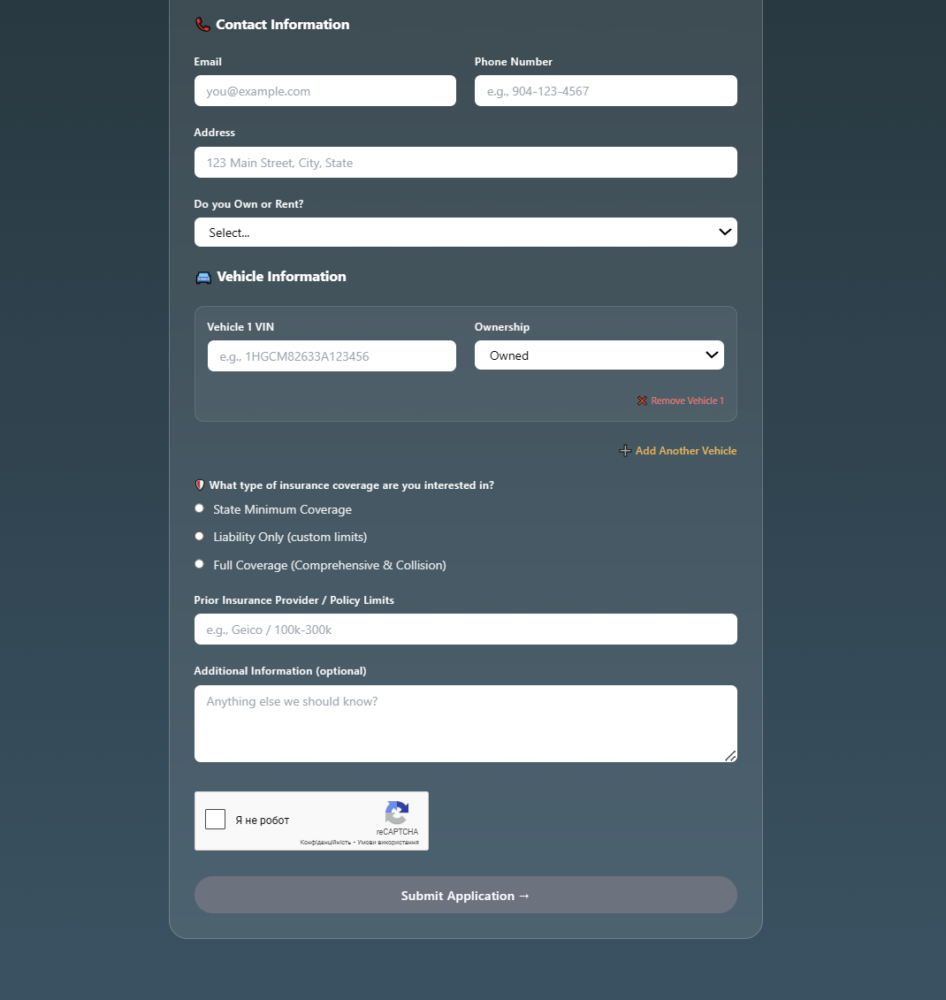 Contact Information
Email
Phone Number
you@example.com
e.g., 904-123-4567
Address
123 Main Street, City, State
Do you Own or Rent?
Select...
Vehicle Information
Vehicle 1 VIN
Ownership
e.g., 1HGCM82633A123456
Owned
Remove Vehicle 1
Add Another Vehicle
What type of insurance coverage are you interested in?
State Minimum Coverage
Liability Only (custom limits)
Full Coverage (Comprehensive & Collision)
Prior Insurance Provider / Policy Limits
e.g., Geico / 100k-300k
Additional Information (optional)
Anything else we should know?
Я не робот
reCAPTCHA
Конфіденційність - Умови використання
Submit Application →